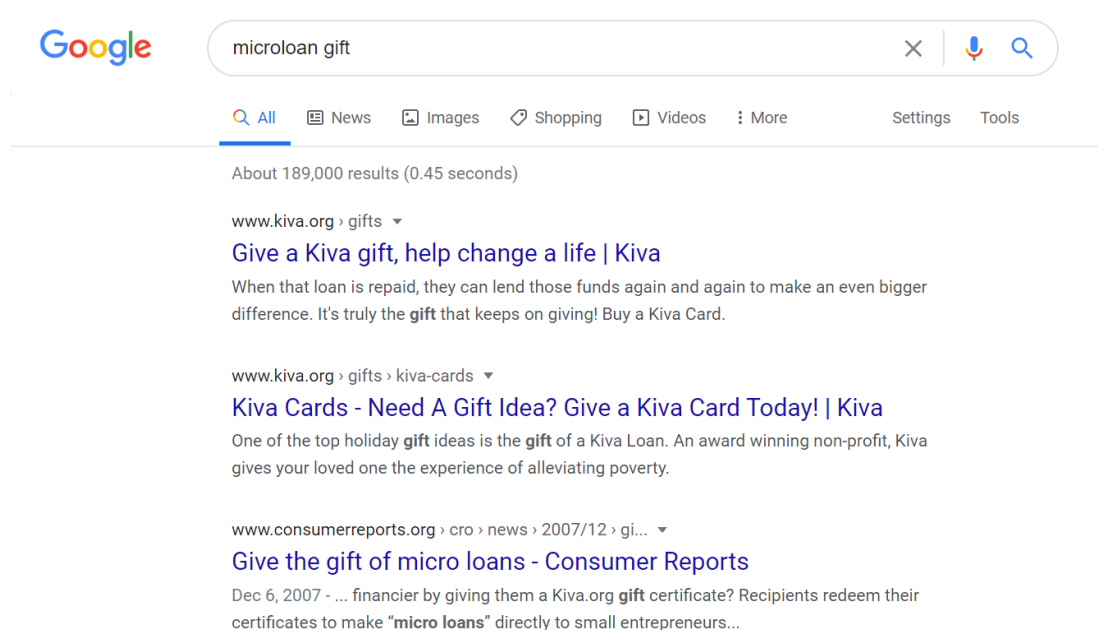 Google
microloan gift
All News Images Shopping Videos More Settings Tools
About 189,000 results (0.45 seconds)
www.kiva.org › gifts
Give a Kiva gift, help change a life | Kiva
When that loan is repaid, they can lend those funds again and again to make an even bigger
difference. It's truly the gift that keeps on giving! Buy a Kiva Card.
www.kiva.org › gifts › kiva-cards
Kiva Cards - Need A Gift Idea? Give a Kiva Card Today! | Kiva
One of the top holiday gift ideas is the gift of a Kiva Loan. An award winning non-profit, Kiva
gives your loved one the experience of alleviating poverty.
www.consumerreports.org › cro › news › 2007/12 › gi...
Give the gift of micro loans - Consumer Reports
Dec 6, 2007 - ... financier by giving them a Kiva.org gift certificate? Recipients redeem their
certificates to make “micro loans” directly to small entrepreneurs...